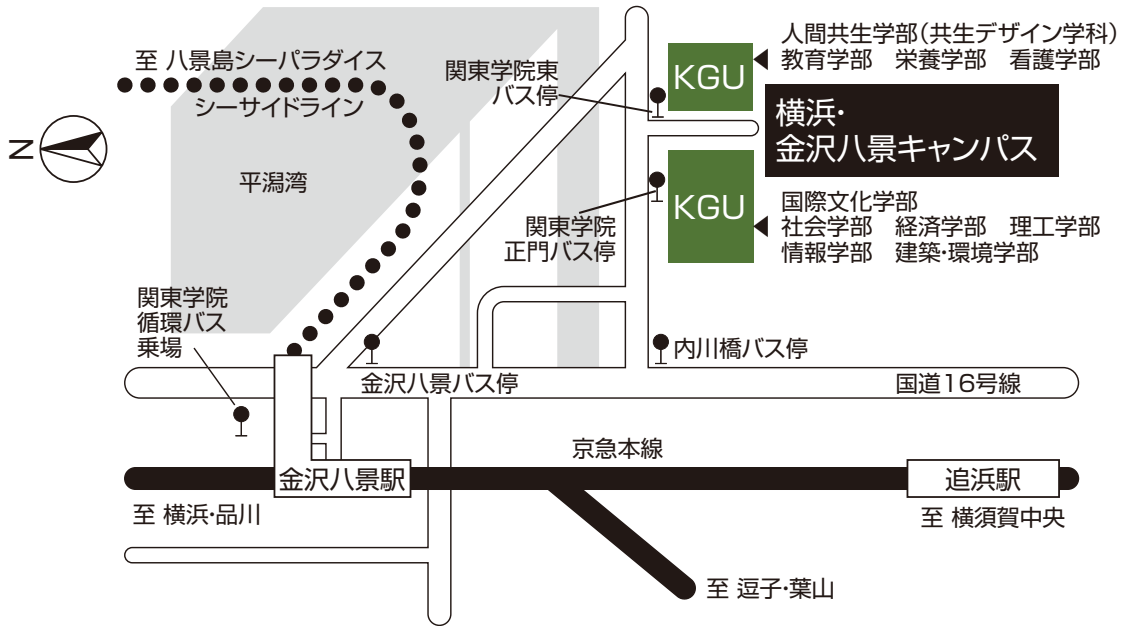 人間共生学部(共生デザイン学科)
教育学部　栄養学部　看護学部
KGU
横浜・
金沢八景キャンパス
至 八景島シーパラダイス
シーサイドライン
関東学院東
バス停
N
平潟湾
KGU
関東学院
正門バス停
国際文化学部
社会学部　経済学部　理工学部
情報学部　建築・環境学部
関東学院
循環バス
乗場
内川橋バス停
金沢八景バス停
国道16号線
京急本線
金沢八景駅
追浜駅
至 横浜・品川
至 横須賀中央
至 逗子・葉山